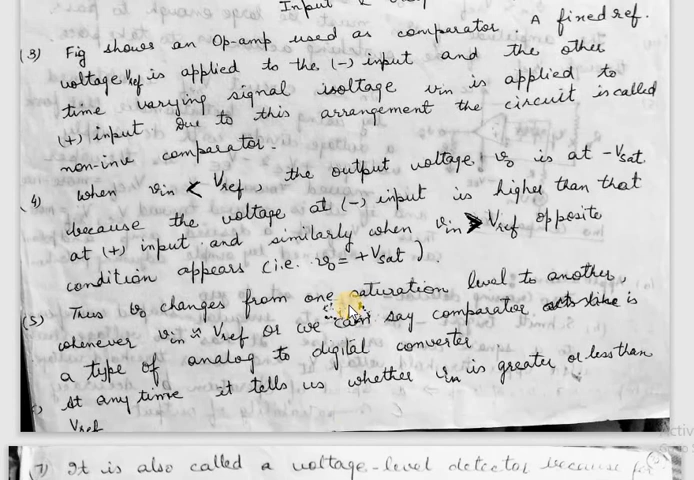 Input
(3) Fig shows an Op-amp used as comparator. A fixed ref.
voltage Vref is applied to the (-) input and the other
time varying signal voltage vin is applied to
(+) input Due to this arrangement the circuit is called
non-inv comparator.
(4) when vin < Vref, the output voltage vo is at -Vsat
because the voltage at (-) input is higher than that
at (+) input and similarly when vin > Vref opposite
condition appears (i.e. vo = +Vsat).
(5) Thus vo changes from one saturation level to another,
whenever vin ≈ Vref or we can say comparator is
a type of analog to digital converter
At any time it tells us whether vin is greater or less than
Vref
7) It is also called a voltage-level detector because for